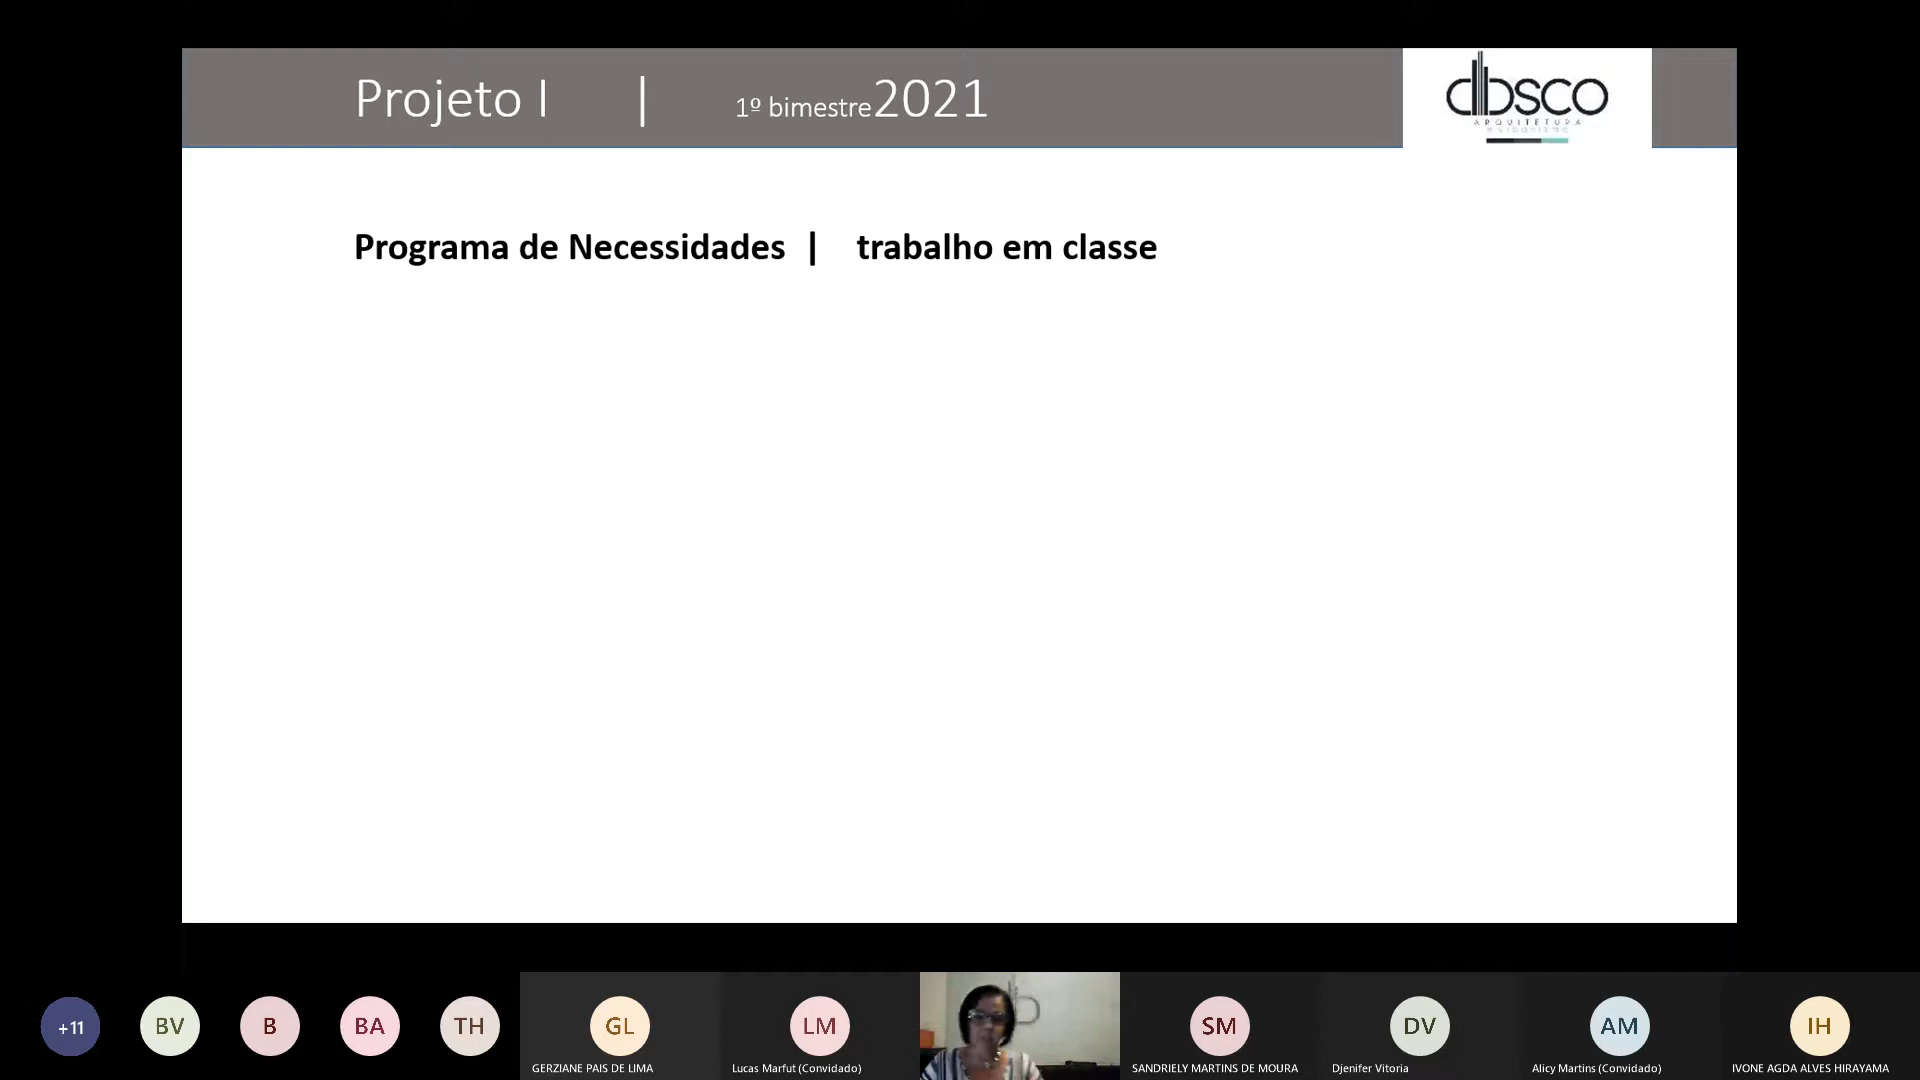 Projeto I | 1º bimestre2021
dbsco
ARQUITETURA
e urbanismo
Programa de Necessidades | trabalho em classe
+11
BV
B
BA
TH
GL
LM
SM
DV
AM
IH
GERZIANE PAIS DE LIMA
Lucas Marfut (Convidado)
SANDRIELY MARTINS DE MOURA
Djenifer Vitoria
Alicy Martins (Convidado)
IVONE AGDA ALVES HIRAYAMA